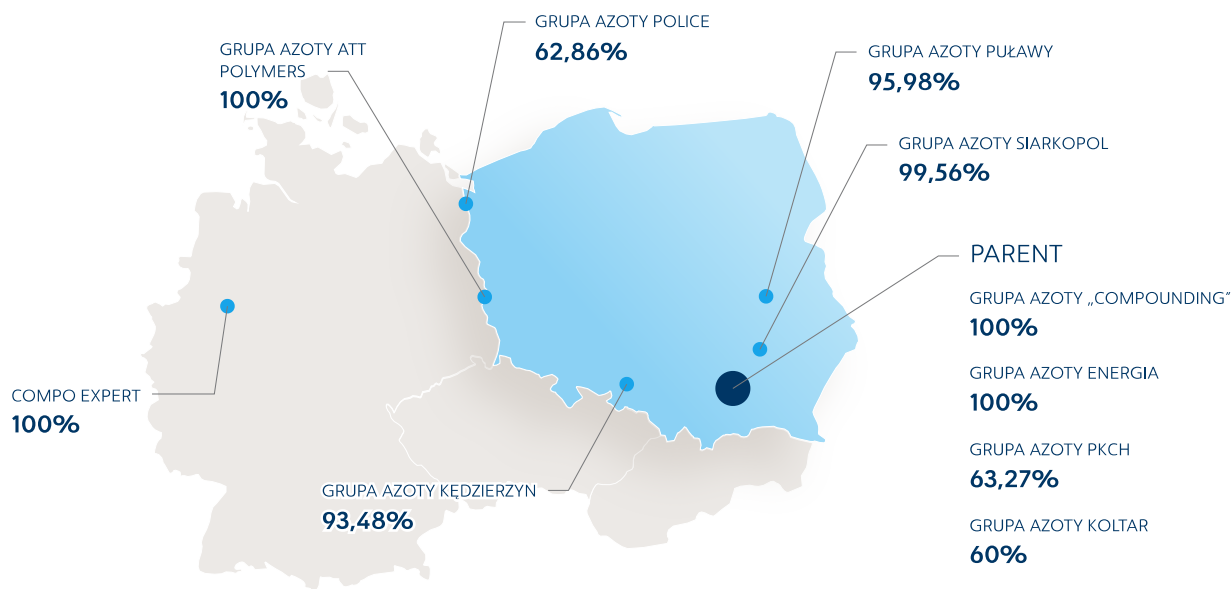 GRUPA AZOTY POLICE
62,86%
GRUPA AZOTY ATT
POLYMERS
100%
GRUPA AZOTY PUŁAWY
95,98%
GRUPA AZOTY SIARKOPOL
99,56%
PARENT
GRUPA AZOTY „COMPOUNDING”
100%
GRUPA AZOTY ENERGIA
100%
GRUPA AZOTY PKCH
63,27%
GRUPA AZOTY KOLTAR
60%
COMPO EXPERT
100%
GRUPA AZOTY KĘDZIERZYN
93,48%